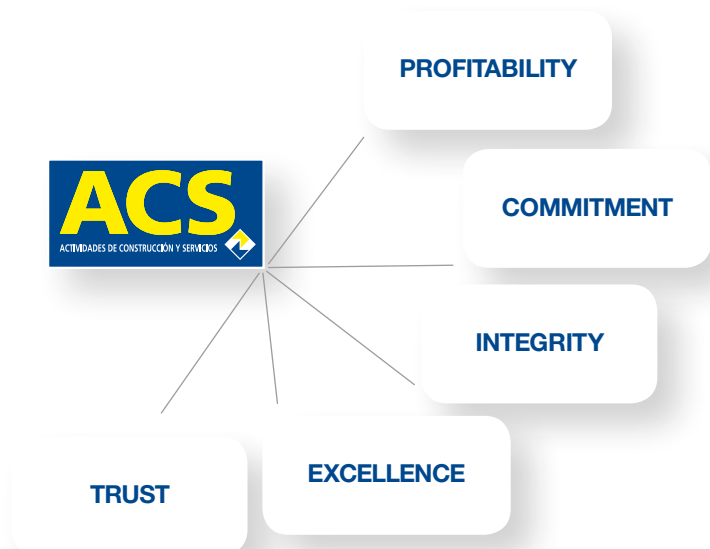 PROFITABILITY
ACS
ACTIVIDADES DE CONSTRUCCIÓN Y SERVICIOS
COMMITMENT
INTEGRITY
EXCELLENCE
TRUST